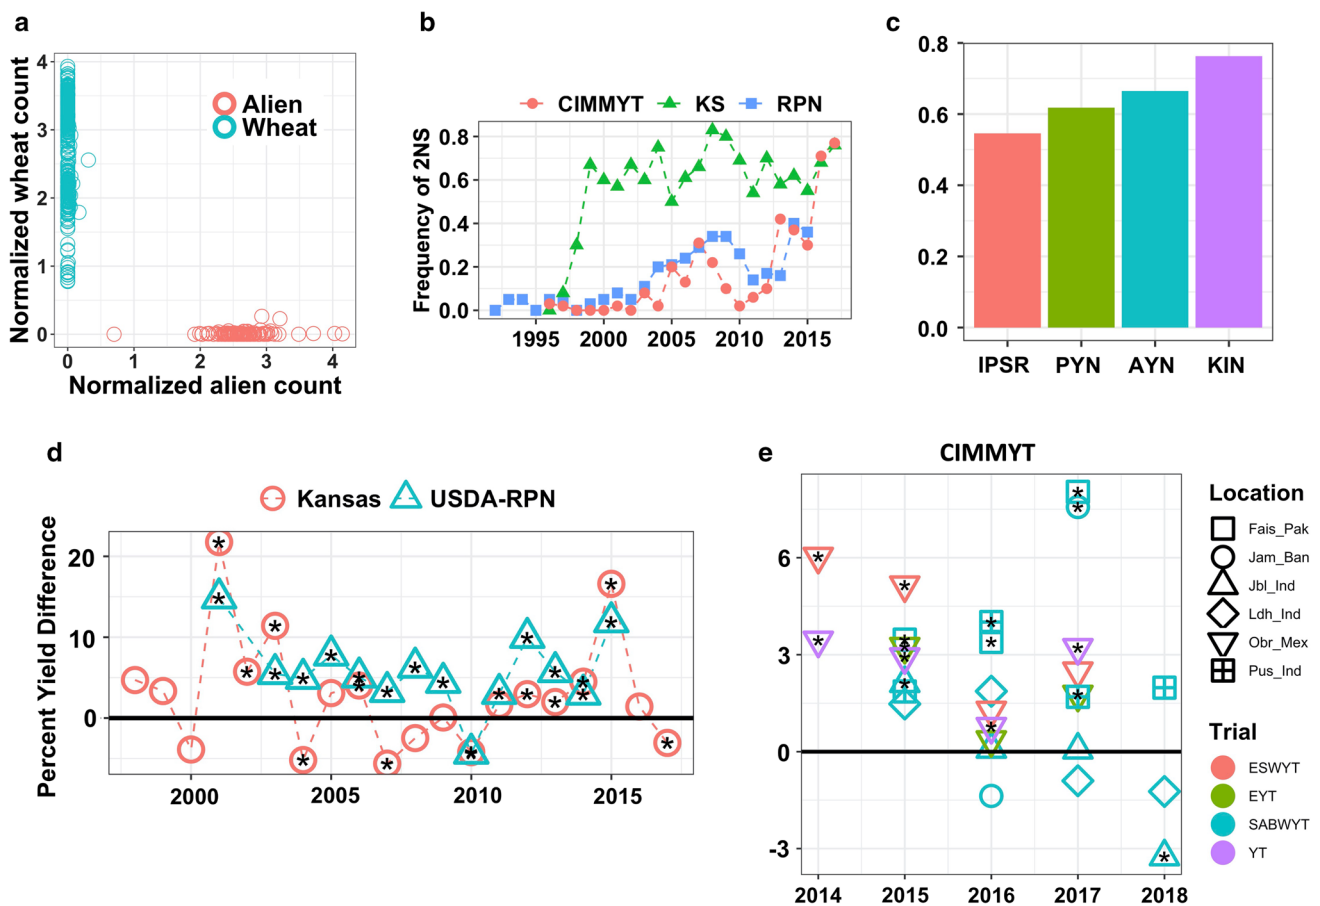 a
Normalized wheat count
4
3
2
1
0
Alien
Wheat
0 1 2 3 4
Normalized alien count
b
CIMMYT KS RPN
Frequency of 2NS
0.8
0.6
0.4
0.2
0.0
1995 2000 2005 2010 2015
c
0.8
0.6
0.4
0.2
0.0
IPSR PYN AYN KIN
d
Kansas USDA-RPN
Percent Yield Difference
20
10
0
2000 2005 2010 2015
e
CIMMYT
6
3
0
-3
2014 2015 2016 2017 2018
Location
Fais_Pak
Jam_Ban
Jbl_Ind
Ldh_Ind
Obr_Mex
Pus_Ind
Trial
ESWYT
EYT
SABWYT
YT